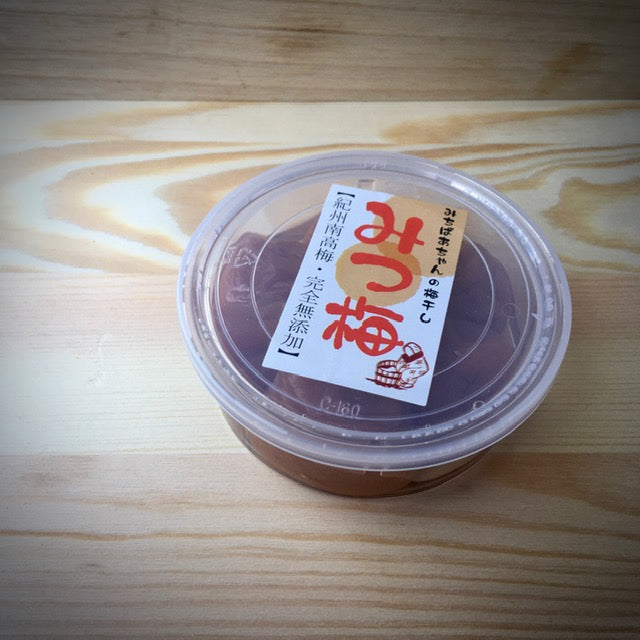 みちばあちゃんの梅干し
みつ梅
【紀州南高梅・完全無添加】